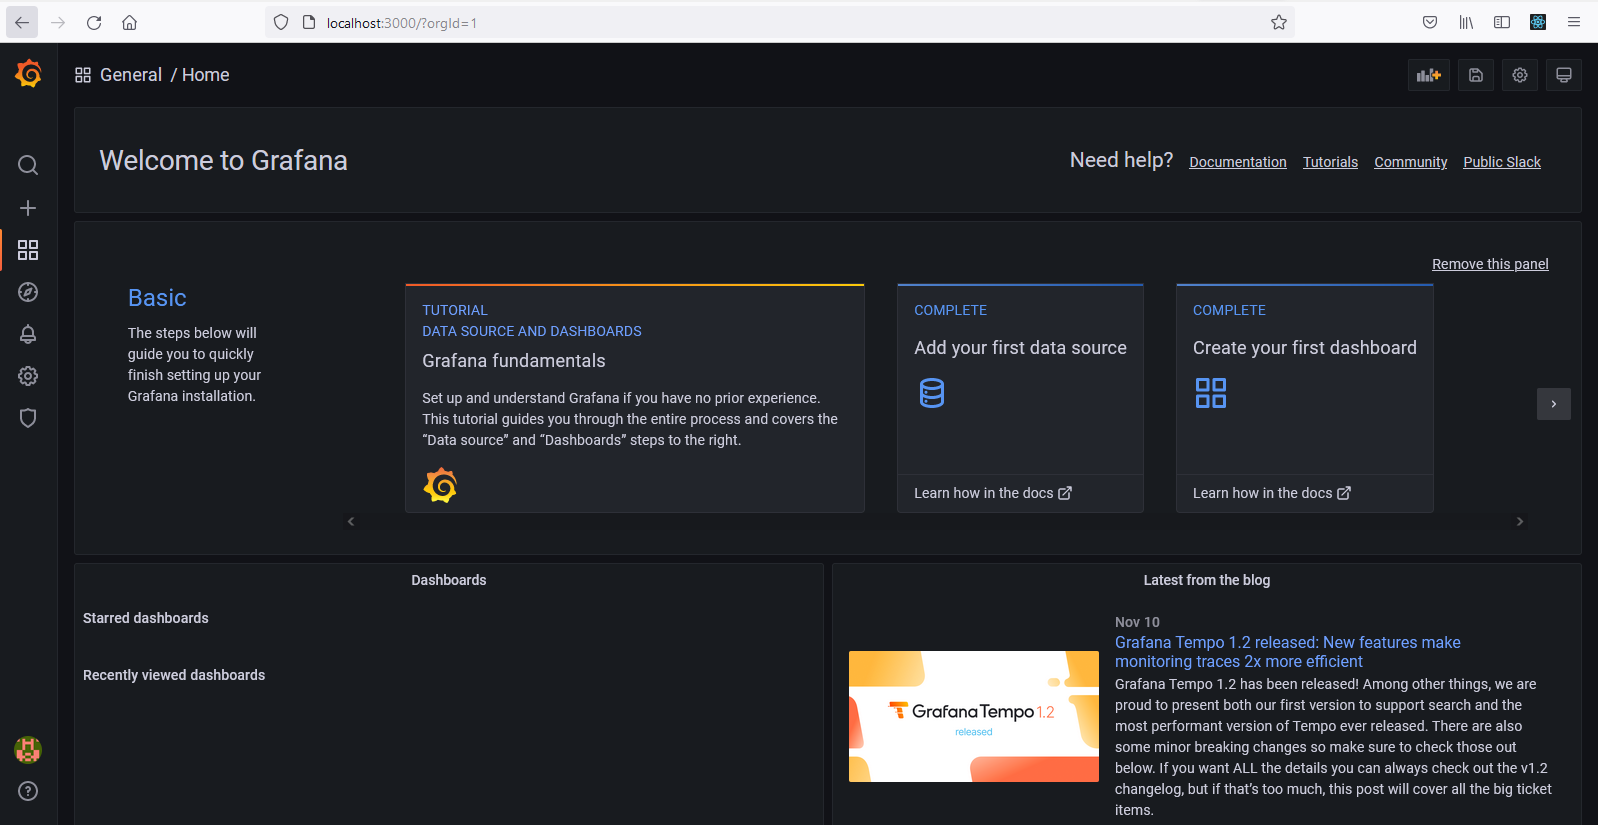 localhost:3000/?orgId=1
General / Home
Welcome to Grafana
Need help? Documentation Tutorials Community Public Slack
Remove this panel
Basic
The steps below will
guide you to quickly
finish setting up your
Grafana installation.
TUTORIAL
DATA SOURCE AND DASHBOARDS
Grafana fundamentals
Set up and understand Grafana if you have no prior experience.
This tutorial guides you through the entire process and covers the
“Data source” and “Dashboards” steps to the right.
COMPLETE
Add your first data source
Learn how in the docs
COMPLETE
Create your first dashboard
Learn how in the docs
Dashboards
Starred dashboards
Recently viewed dashboards
Latest from the blog
Grafana Tempo 1.2
released
Nov 10
Grafana Tempo 1.2 released: New features make
monitoring traces 2x more efficient
Grafana Tempo 1.2 has been released! Among other things, we are
proud to present both our first version to support search and the
most performant version of Tempo ever released. There are also
some minor breaking changes so make sure to check those out
below. If you want ALL the details you can always check out the v1.2
changelog, but if that’s too much, this post will cover all the big ticket
items.